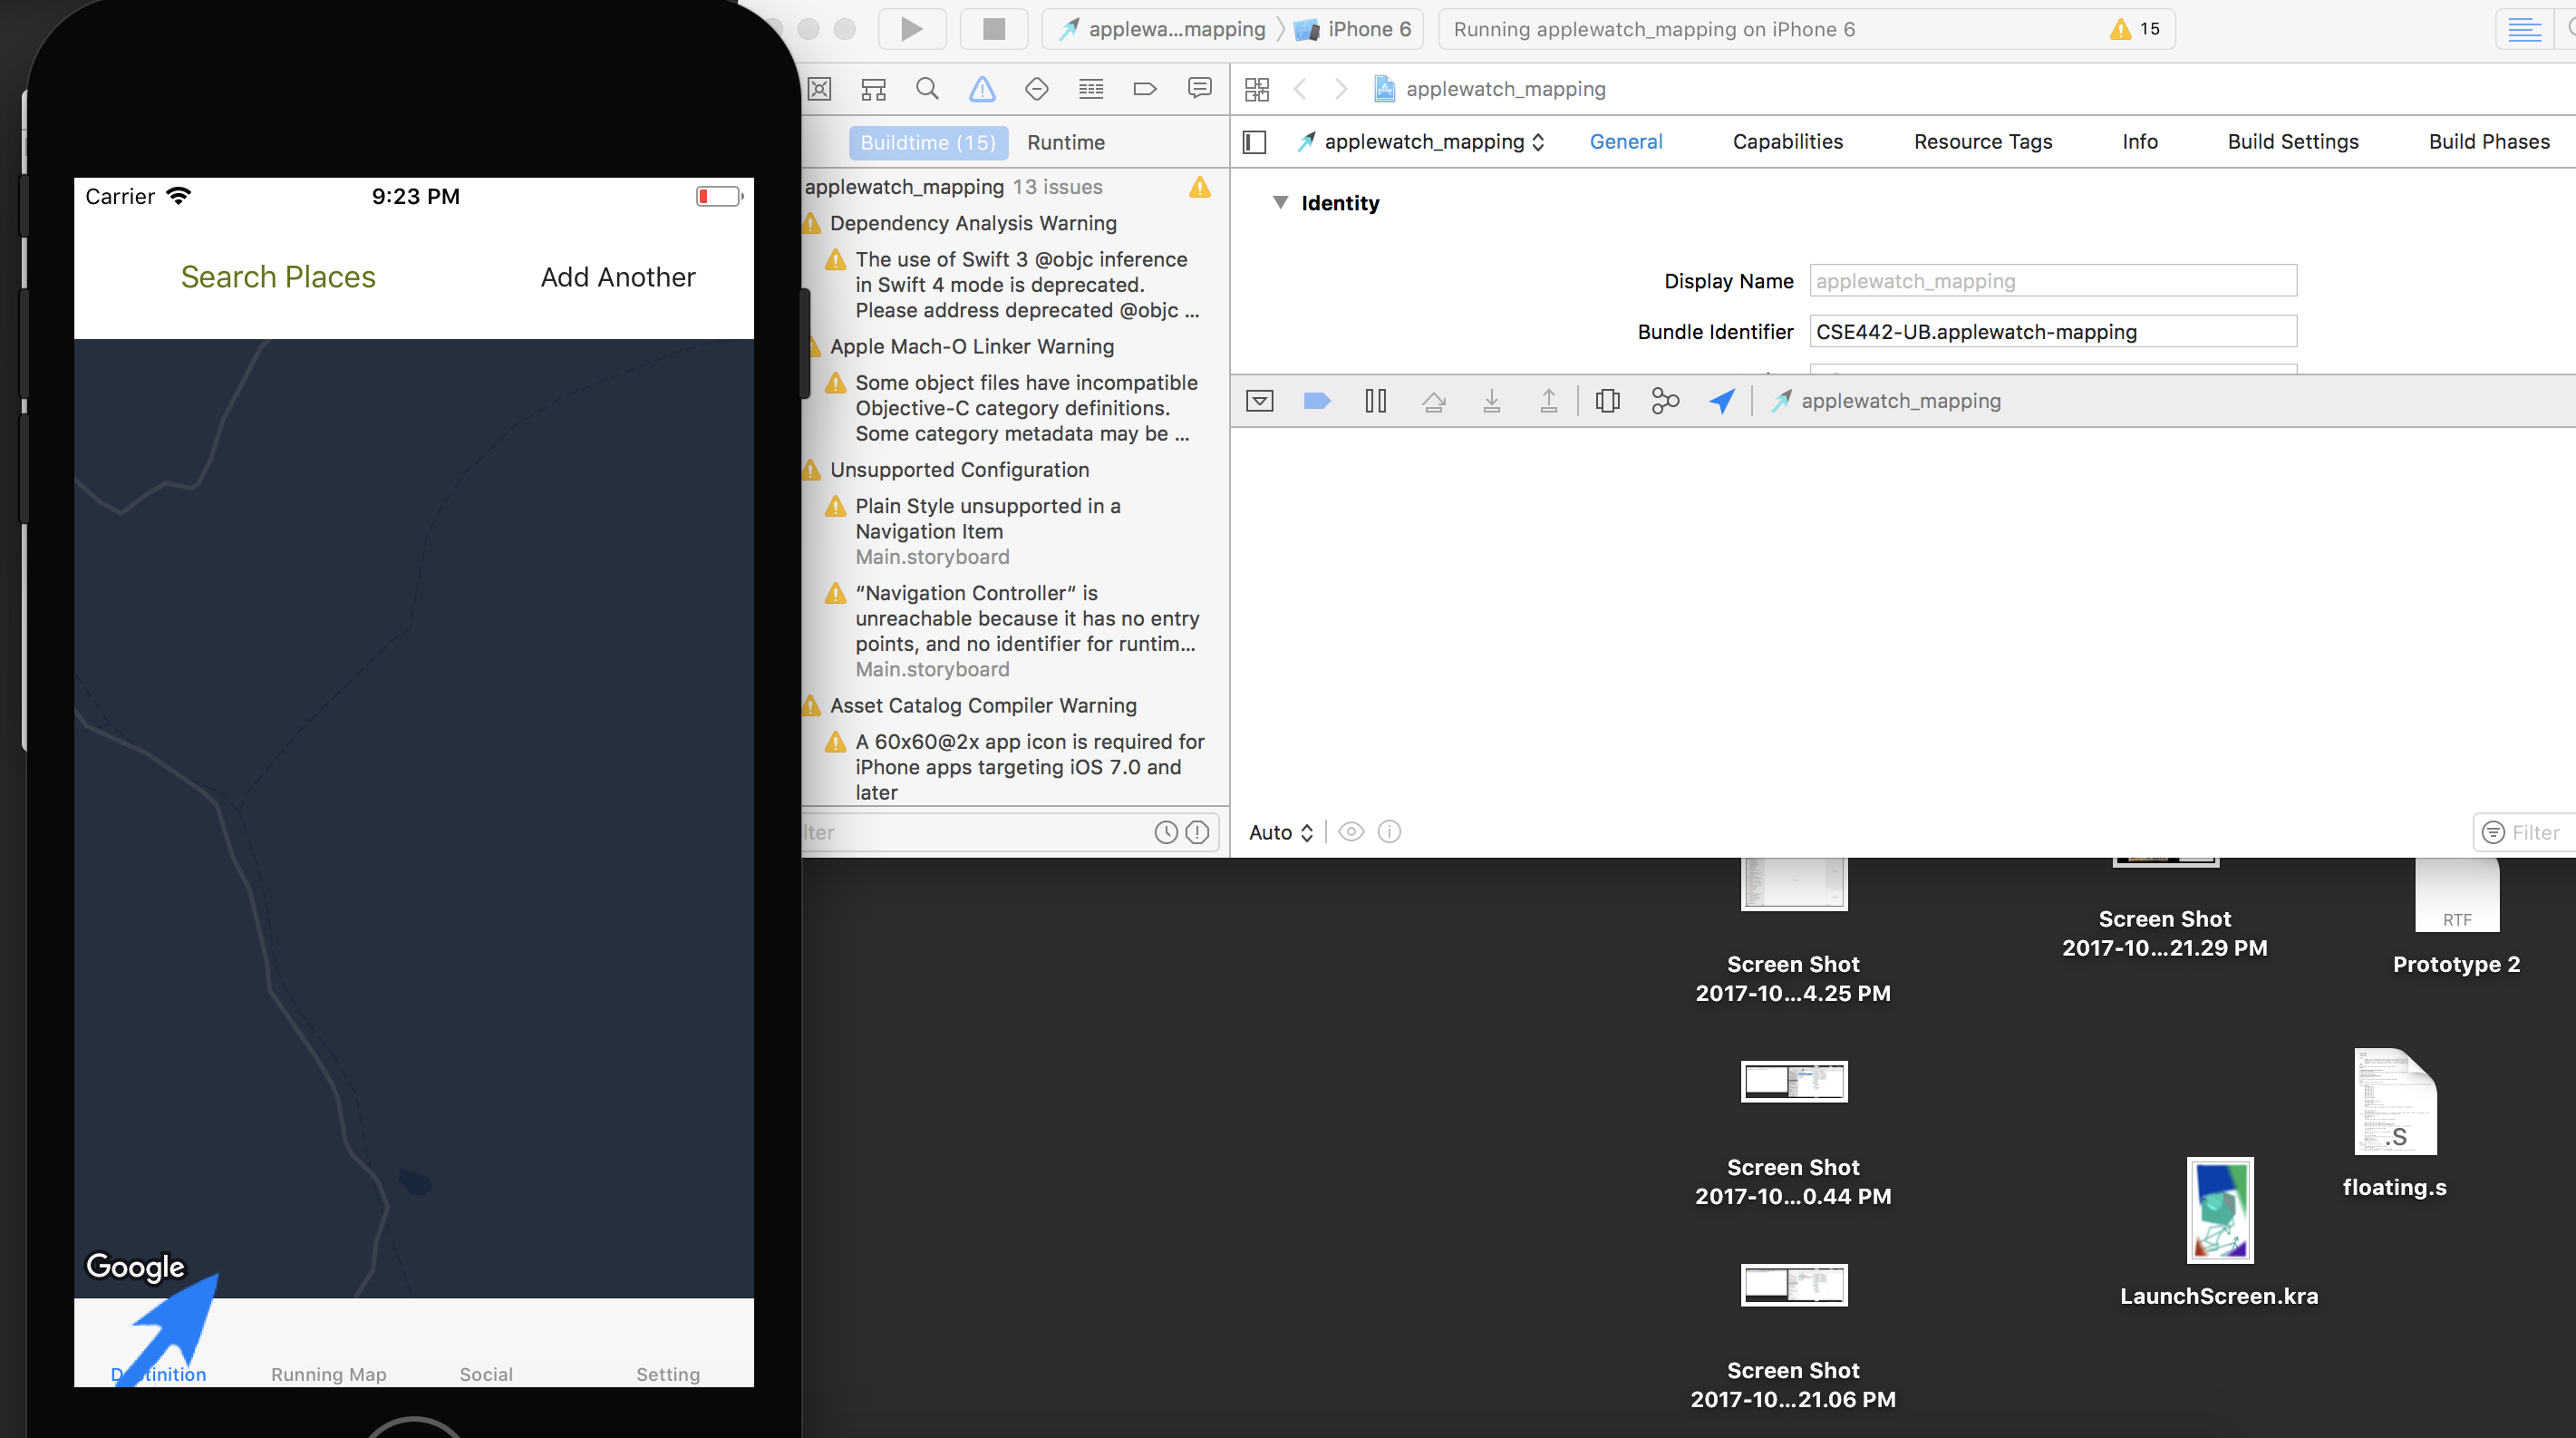 applewa...mapping
iPhone 6
Running applewatch_mapping on iPhone 6
15
applewatch_mapping
Buildtime (15)
Runtime
applewatch_mapping
General
Capabilities
Resource Tags
Info
Build Settings
Build Phases
Carrier
9:23 PM
Search Places
Add Another
Google
Running Map
Social
Setting
applewatch_mapping 13 issues
Dependency Analysis Warning
The use of Swift 3 @objc inference
in Swift 4 mode is deprecated.
Please address deprecated @objc ...
Apple Mach-O Linker Warning
Some object files have incompatible
Objective-C category definitions.
Some category metadata may be ...
Unsupported Configuration
Plain Style unsupported in a
Navigation Item
Main.storyboard
“Navigation Controller“ is
unreachable because it has no entry
points, and no identifier for runtim...
Main.storyboard
Asset Catalog Compiler Warning
A 60x60@2x app icon is required for
iPhone apps targeting iOS 7.0 and
later
Identity
Display Name
applewatch_mapping
Bundle Identifier
CSE442-UB.applewatch-mapping
applewatch_mapping
Auto
Filter
Screen Shot
2017-10...4.25 PM
Screen Shot
2017-10...21.29 PM
RTF
Prototype 2
Screen Shot
2017-10...0.44 PM
.S
floating.s
LaunchScreen.kra
Screen Shot
2017-10...21.06 PM